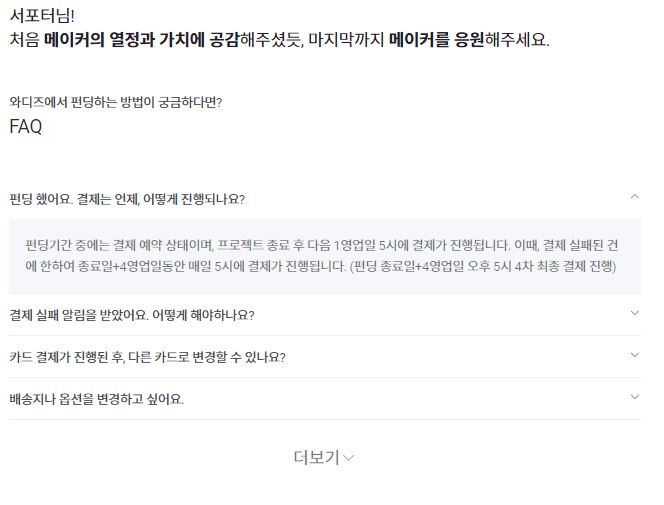 서포터님!
처음 메이커의 열정과 가치에 공감해주셨듯, 마지막까지 메이커를 응원해주세요.
와디즈에서 펀딩하는 방법이 궁금하다면?
FAQ
펀딩 했어요. 결제는 언제, 어떻게 진행되나요?
펀딩기간 중에는 결제 예약 상태이며, 프로젝트 종료 후 다음 1영업일 5시에 결제가 진행됩니다. 이때, 결제 실패된 건
에 한하여 종료일+4영업일동안 매일 5시에 결제가 진행됩니다. (펀딩 종료일+4영업일 오후 5시 4차 최종 결제 진행)
결제 실패 알림을 받았어요. 어떻게 해야하나요?
카드 결제가 진행된 후, 다른 카드로 변경할 수 있나요?
배송지나 옵션을 변경하고 싶어요.
더보기